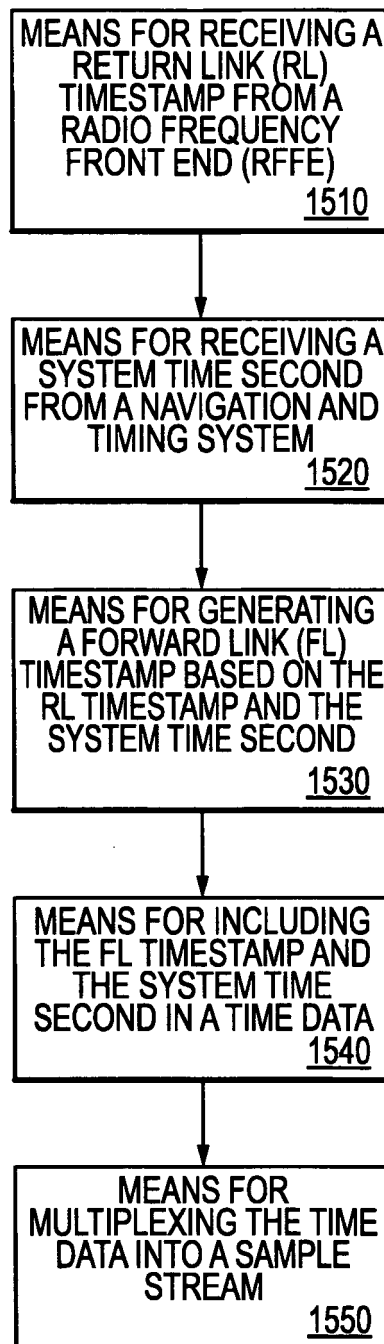 MEANS FOR RECEIVING A
RETURN LINK (RL)
TIMESTAMP FROM A
RADIO FREQUENCY
FRONT END (RFFE)
1510
MEANS FOR RECEIVING A
SYSTEM TIME SECOND
FROM A NAVIGATION AND
TIMING SYSTEM
1520
MEANS FOR GENERATING
A FORWARD LINK (FL)
TIMESTAMP BASED ON THE
RL TIMESTAMP AND THE
SYSTEM TIME SECOND
1530
MEANS FOR INCLUDING
THE FL TIMESTAMP AND
THE SYSTEM TIME
SECOND IN A TIME DATA
1540
MEANS FOR
MULTIPLEXING THE TIME
DATA INTO A SAMPLE
STREAM
1550